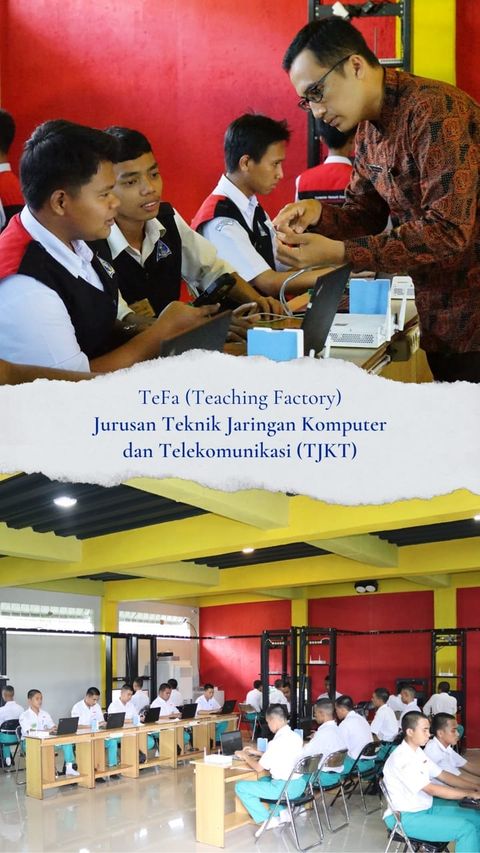 TeFa (Teaching Factory)
Jurusan Teknik Jaringan Komputer
dan Telekomunikasi (TJKT)